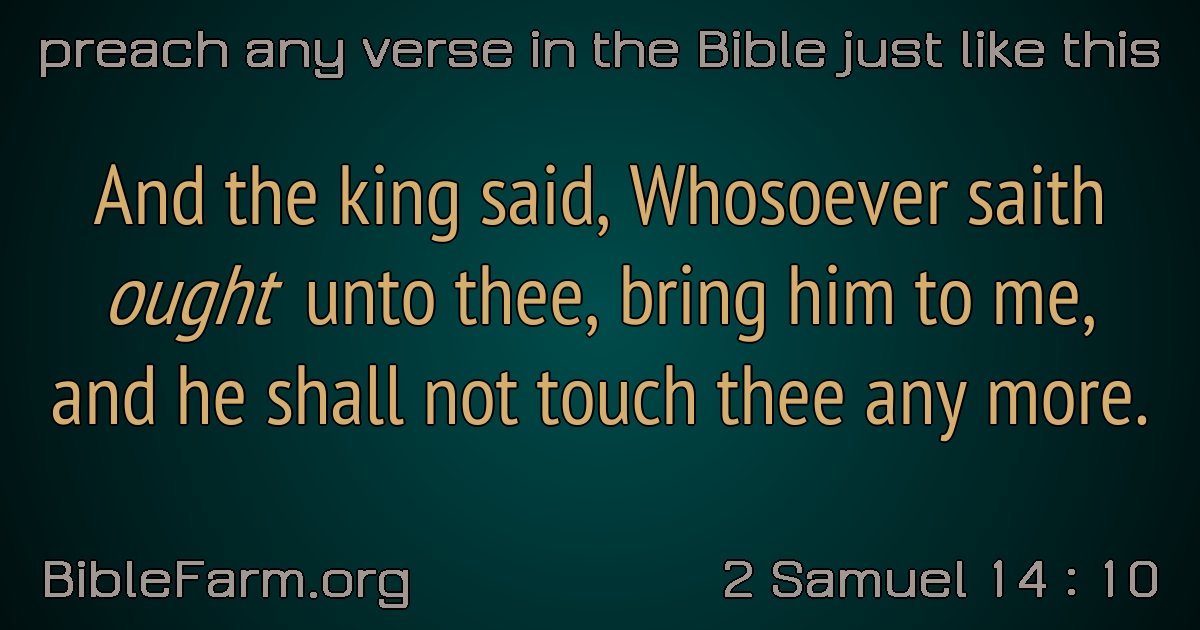 preach any verse in the Bible just like this
And the king said, Whosoever saith
ought unto thee, bring him to me,
and he shall not touch thee any more.
BibleFarm.org
2 Samuel 14 : 10